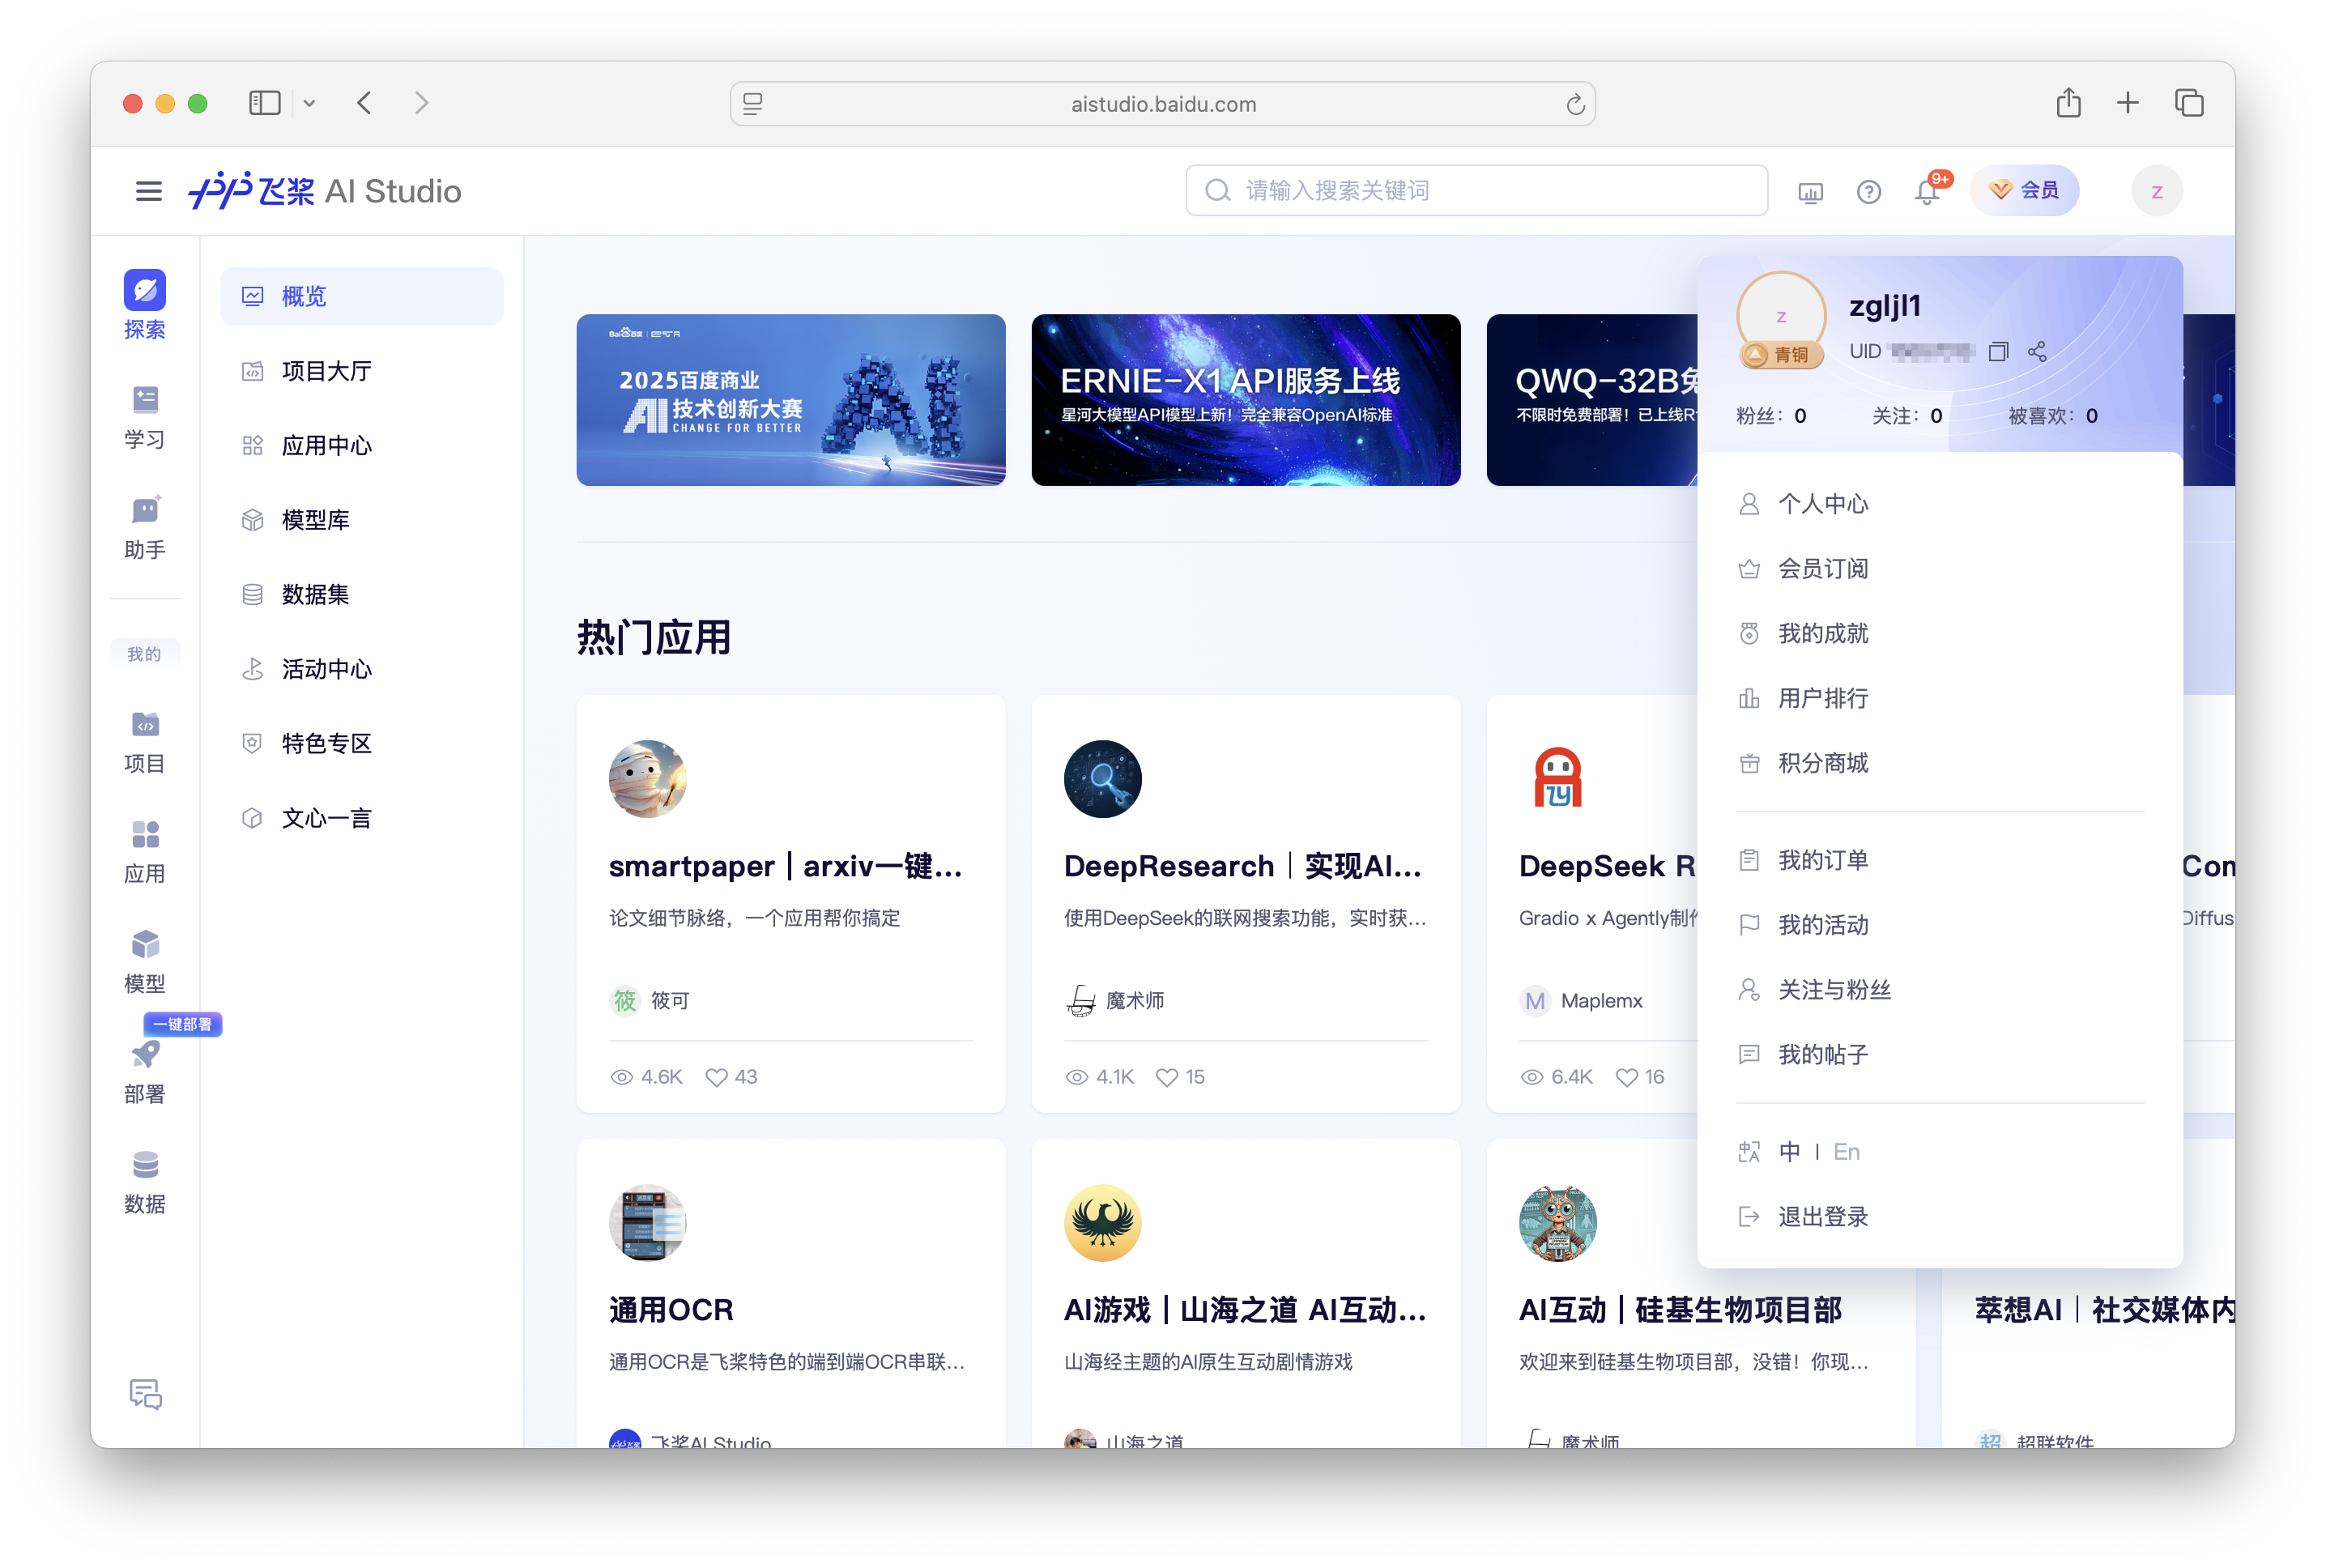 aistudio.baidu.com
飞桨 AI Studio
请输入搜索关键词
9+
会员
z
探索
学习
助手
我的
项目
应用
模型
一键部署
部署
数据
概览
项目大厅
应用中心
模型库
数据集
活动中心
特色专区
文心一言
Bai百度
2025百度商业
AI 技术创新大赛
CHANGE FOR BETTER
ERNIE-X1 API服务上线
星河大模型API模型上新！完全兼容OpenAI标准
QWQ-32B免
不限时免费部署！已上线R
热门应用
smartpaper | arxiv一键...
论文细节脉络，一个应用帮你搞定
筱 筱可
4.6K 43
DeepResearch｜实现AI...
使用DeepSeek的联网搜索功能，实时获...
魔术师
4.1K 15
DeepSeek R
Gradio x Agently制作
M Maplemx
6.4K 16
Con
Diffus
通用OCR
通用OCR是飞桨特色的端到端OCR串联...
飞桨AI Studio
AI游戏 | 山海之道 AI互动...
山海经主题的AI原生互动剧情游戏
山海之道
AI互动 | 硅基生物项目部
欢迎来到硅基生物项目部，没错！你现...
魔术师
萃想AI｜社交媒体内
超 超联软件
z
青铜
zgljl1
UID
粉丝：0 关注：0 被喜欢：0
个人中心
会员订阅
我的成就
用户排行
积分商城
我的订单
我的活动
关注与粉丝
我的帖子
中 | En
退出登录